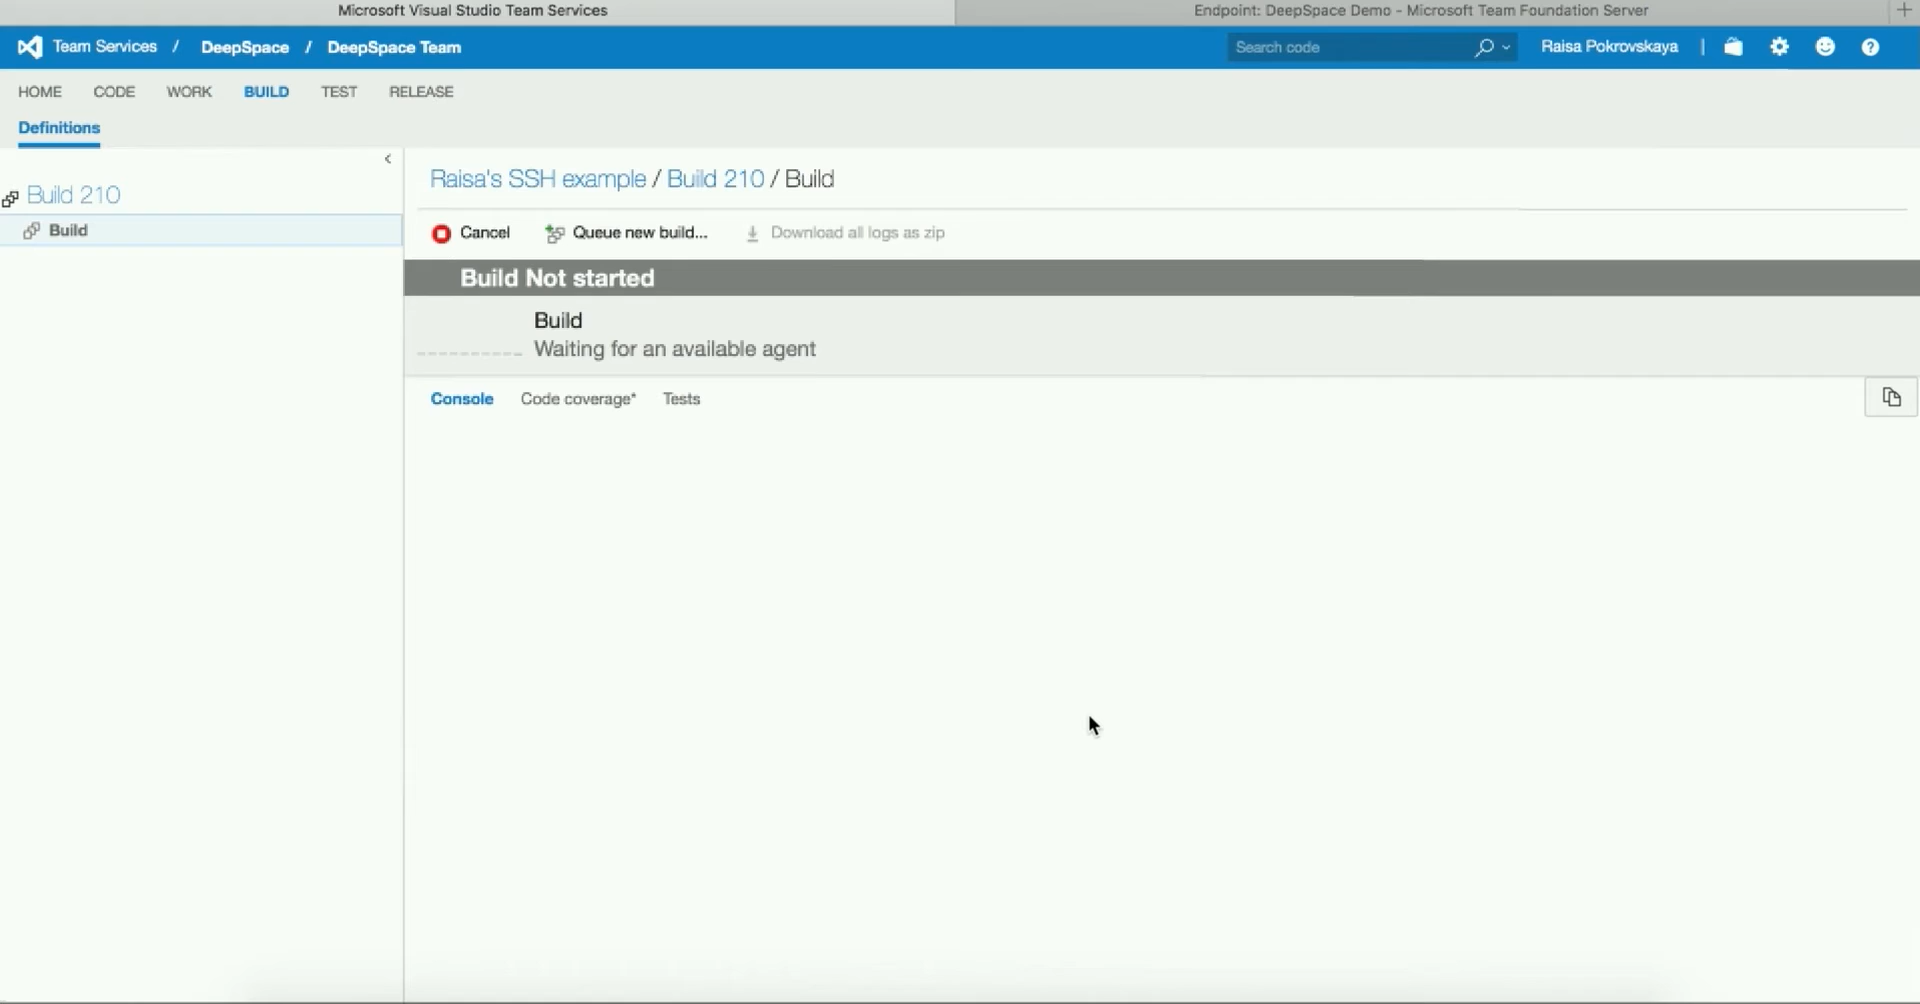 Microsoft Visual Studio Team Services
Endpoint: DeepSpace Demo - Microsoft Team Foundation Server
Team Services / DeepSpace / DeepSpace Team
Search code
Raisa Pokrovskaya |
HOME CODE WORK BUILD TEST RELEASE
Definitions
Build 210
Build
Raisa's SSH example / Build 210 / Build
Cancel Queue new build... Download all logs as zip
Build Not started
Build
Waiting for an available agent
Console Code coverage* Tests